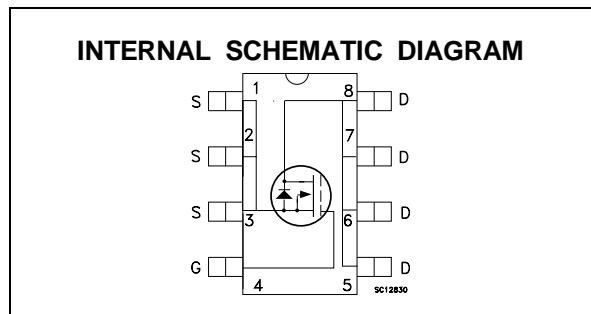 INTERNAL SCHEMATIC DIAGRAM
1 8
S D
2 7
S D
S D
3 6
G D
4 5
SC12830